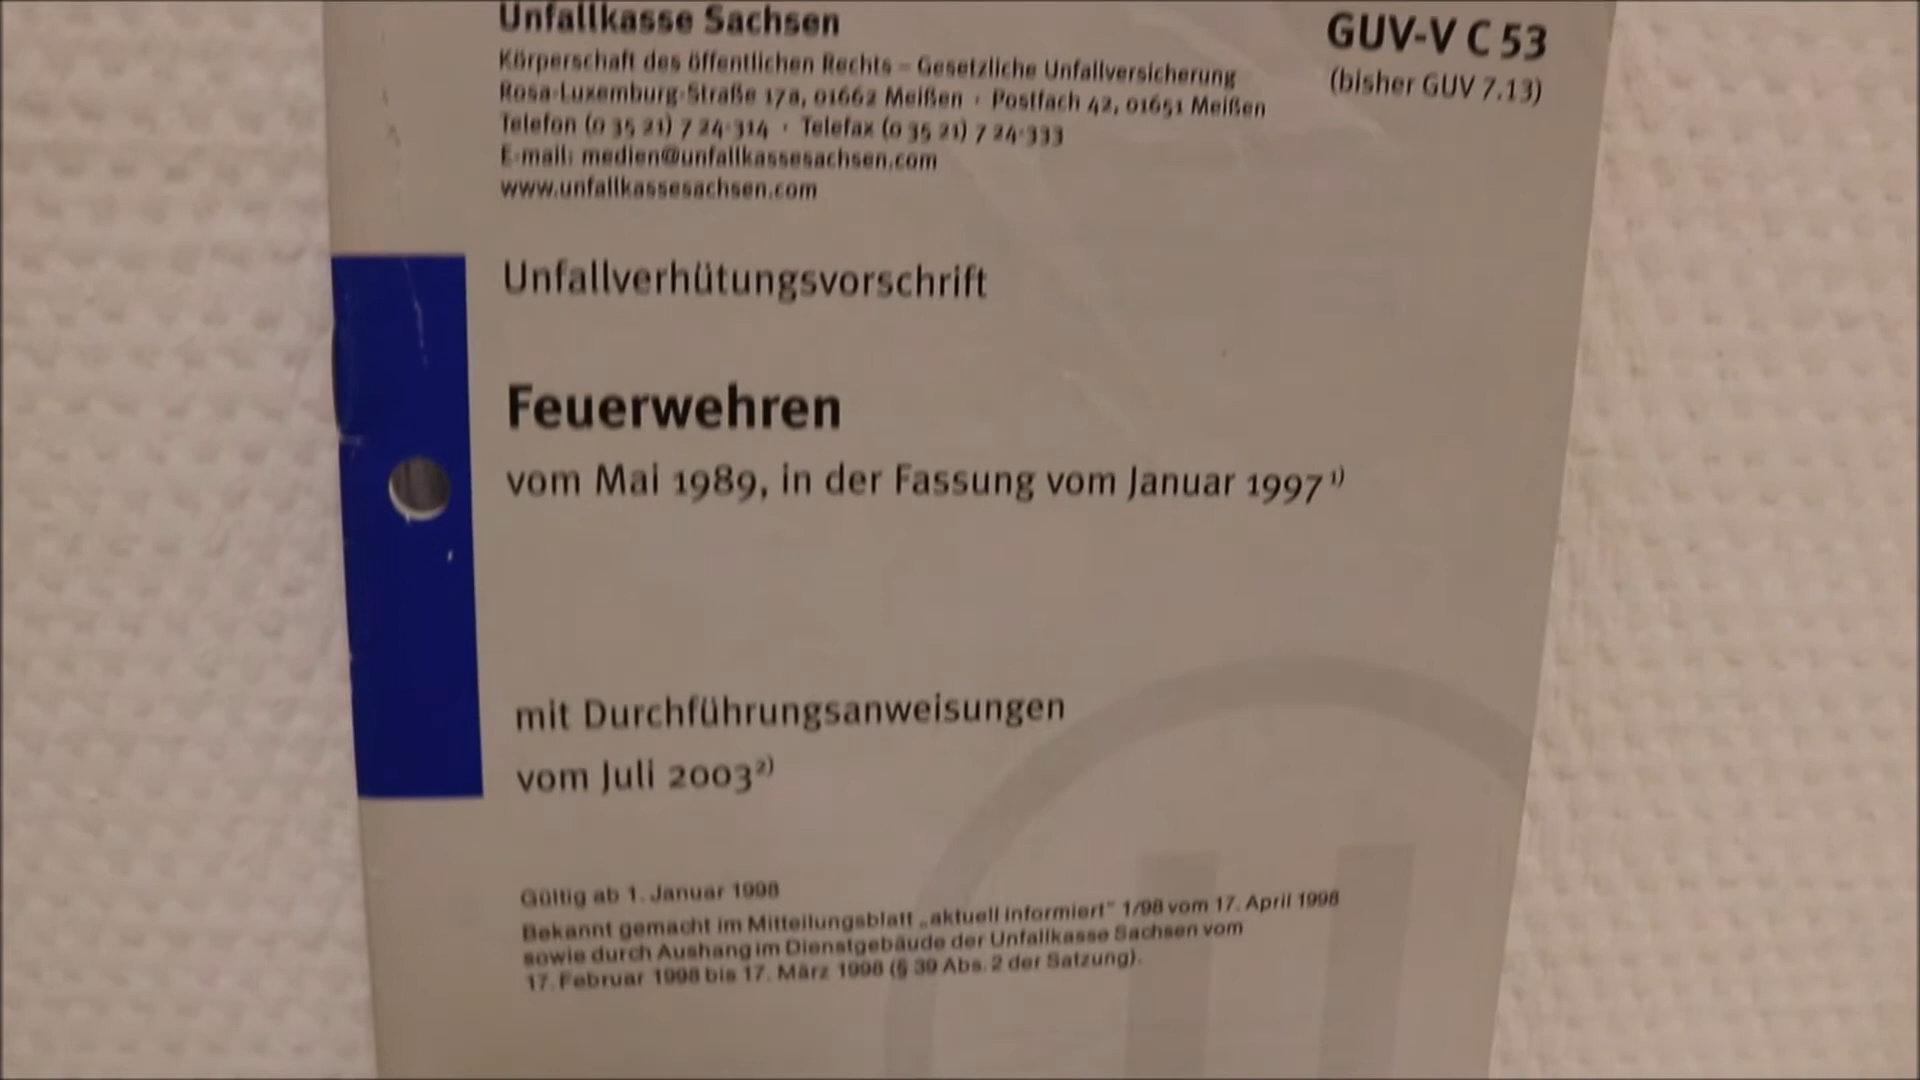 Unfallkasse Sachsen
Körperschaft des öffentlichen Rechts – Gesetzliche Unfallversicherung
Rosa-Luxemburg-Straße 17a, 01662 Meißen · Postfach 42, 01651 Meißen
Telefon (0 35 21) 7 24-314 · Telefax (0 35 21) 7 24-333
E-mail: medien@unfallkassesachsen.com
www.unfallkassesachsen.com
GUV-V C 53
(bisher GUV 7.13)
Unfallverhütungsvorschrift
Feuerwehren
vom Mai 1989, in der Fassung vom Januar 1997 ¹⁾
mit Durchführungsanweisungen
vom Juli 2003²⁾
Gültig ab 1. Januar 1998
Bekannt gemacht im Mitteilungsblatt „aktuell informiert“ 1/98 vom 17. April 1998
sowie durch Aushang im Dienstgebäude der Unfallkasse Sachsen vom
17. Februar 1998 bis 17. März 1998 (§ 39 Abs. 2 der Satzung).